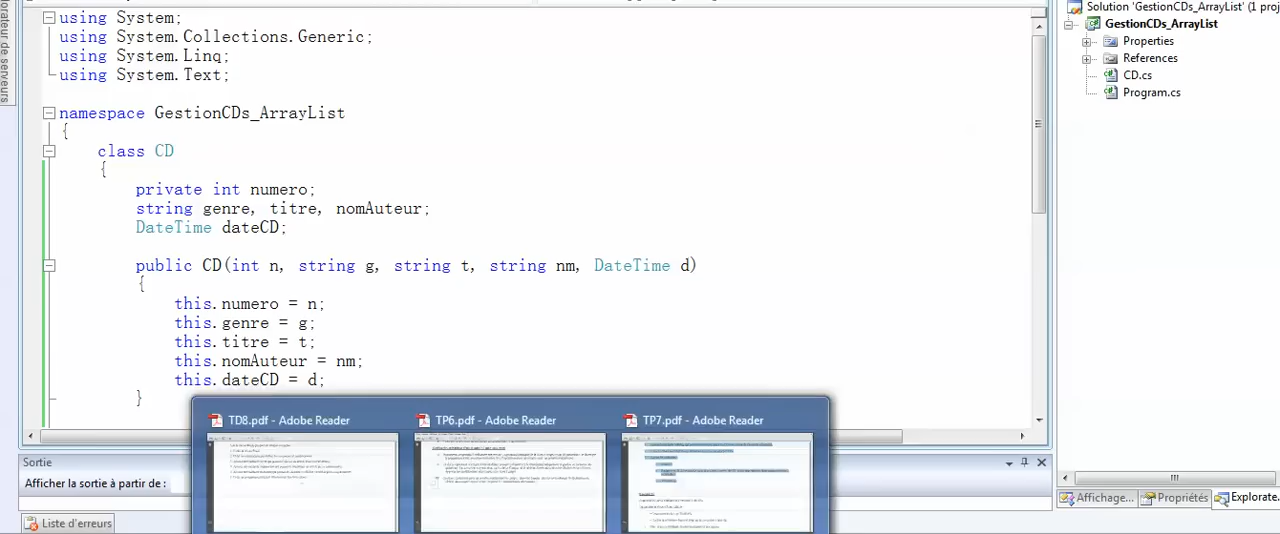 using System;
using System.Collections.Generic;
using System.Linq;
using System.Text;
namespace GestionCDs_ArrayList
{
class CD
{
private int numero;
string genre, titre, nomAuteur;
DateTime dateCD;
public CD(int n, string g, string t, string nm, DateTime d)
{
this.numero = n;
this.genre = g;
this.titre = t;
this.nomAuteur = nm;
this.dateCD = d;
}
Solution 'GestionCDs_ArrayList' (1 proj
GestionCDs_ArrayList
Properties
References
CD.cs
Program.cs
lorateur de serveurs
TD8.pdf - Adobe Reader
TP6.pdf - Adobe Reader
TP7.pdf - Adobe Reader
Sortie
Afficher la sortie à partir de :
Liste d'erreurs
Affichage...
Propriétés
Explorate.